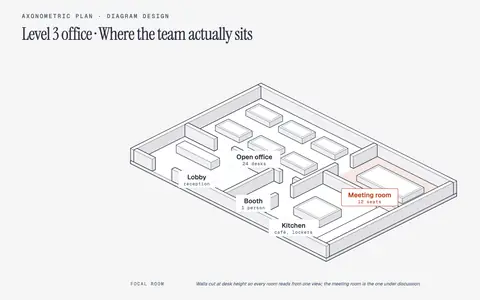 AXONOMETRIC PLAN · DIAGRAM DESIGN
Level 3 office · Where the team actually sits
Open office
24 desks
Lobby
reception
Meeting room
12 seats
Booth
1 person
Kitchen
café, lockers
FOCAL ROOM
Walls cut at desk height so every room reads from one view; the meeting room is the one under discussion.